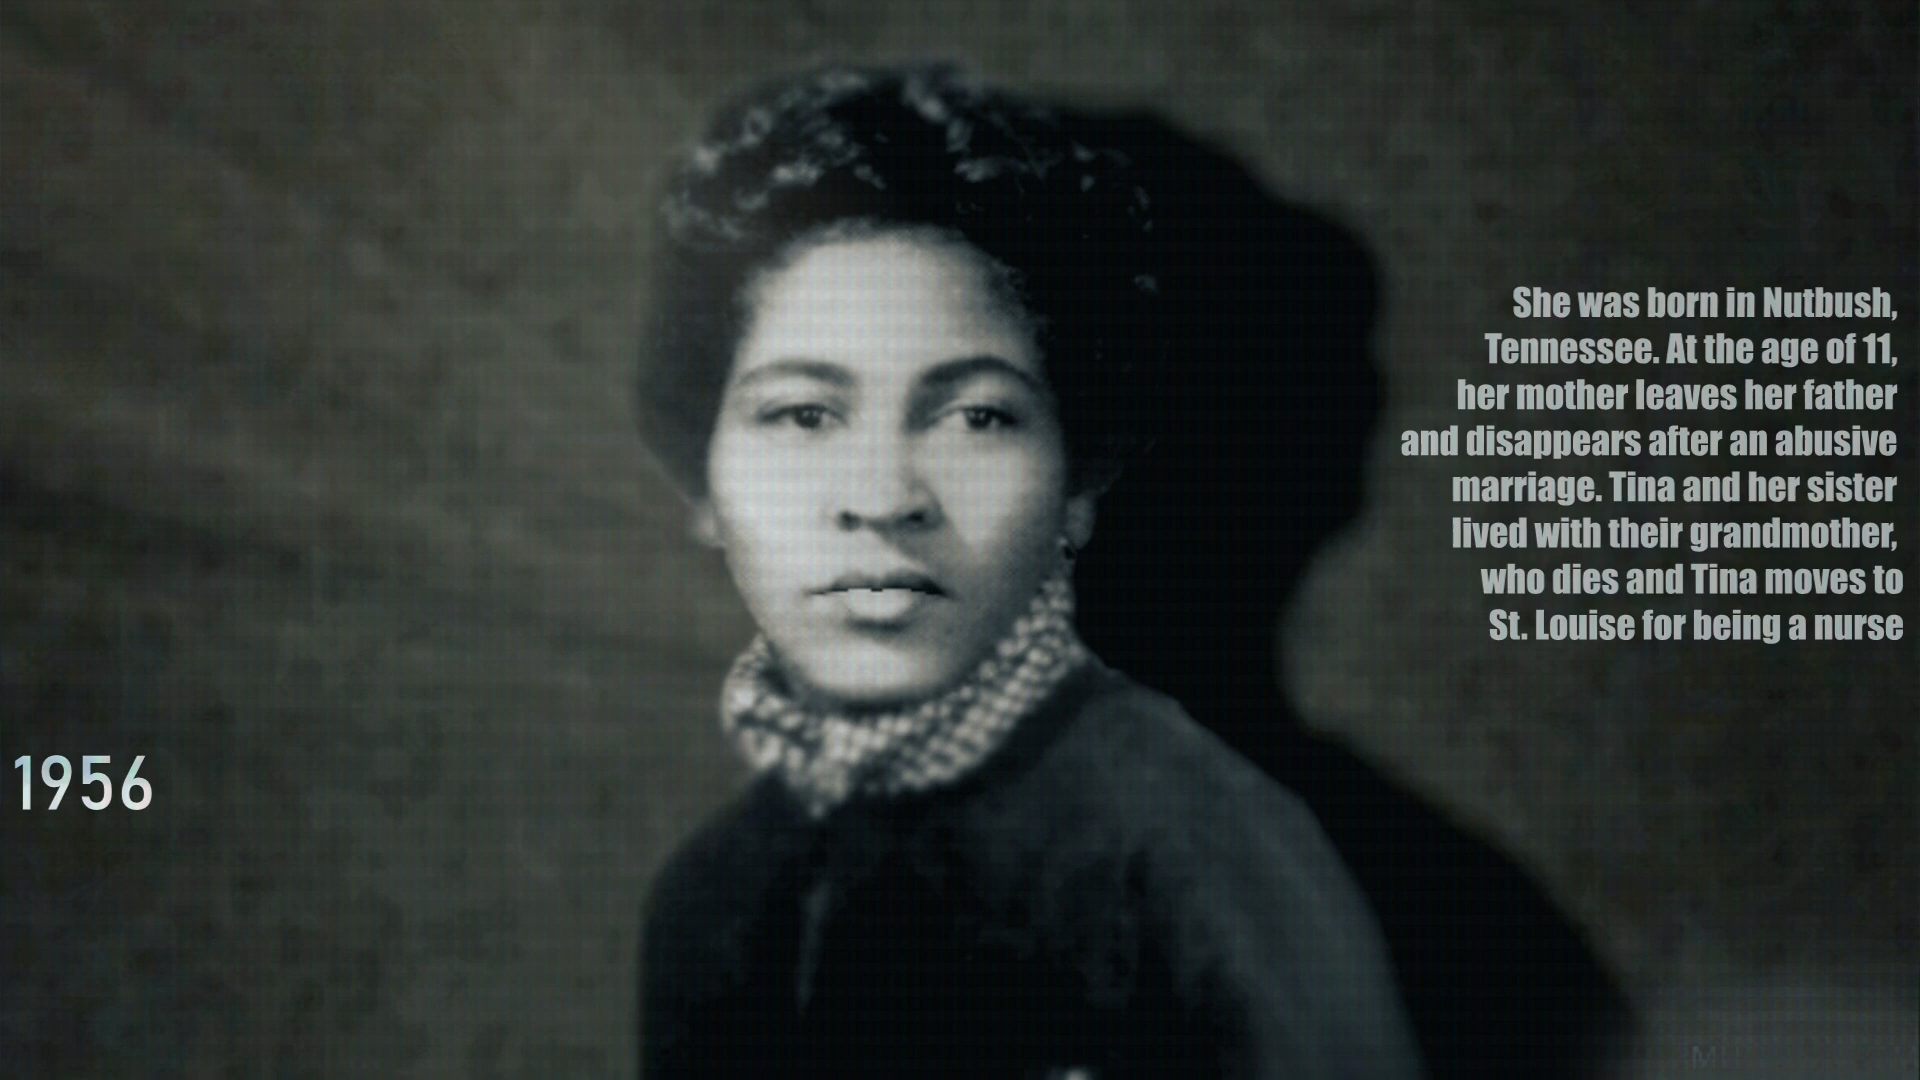 She was born in Nutbush,
Tennessee. At the age of 11,
her mother leaves her father
and disappears after an abusive
marriage. Tina and her sister
lived with their grandmother,
who dies and Tina moves to
St. Louise for being a nurse
1956